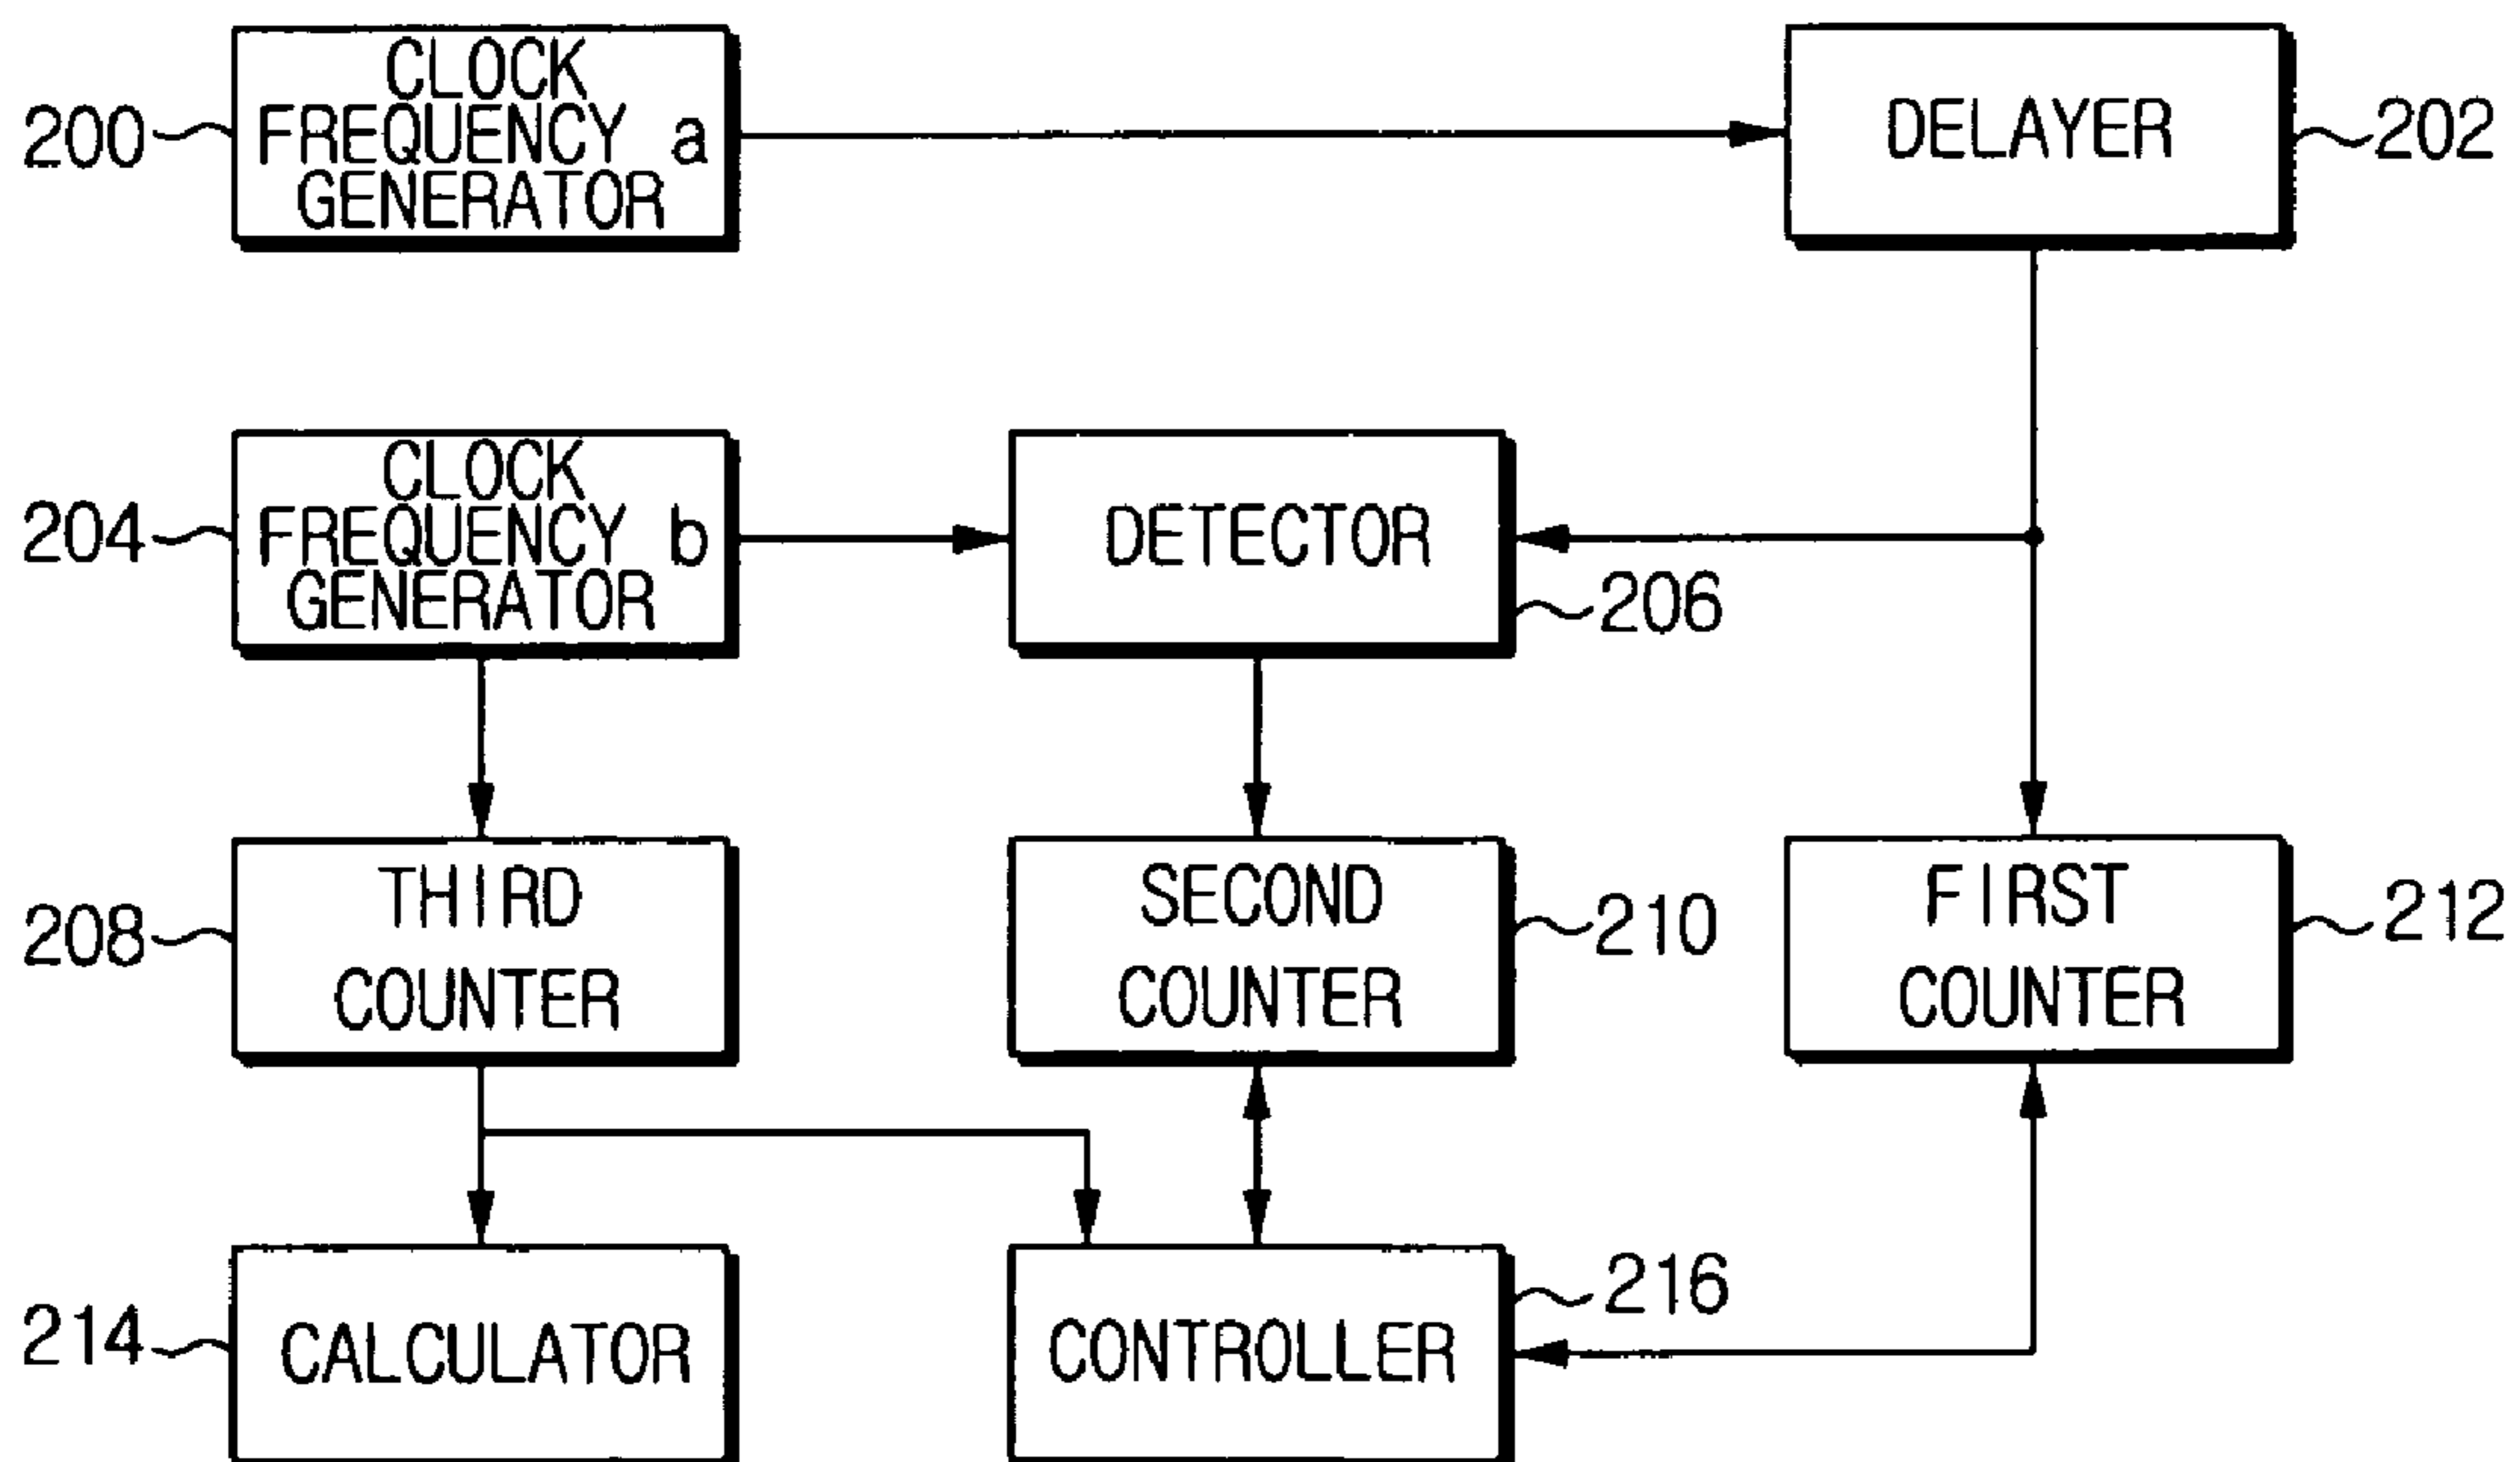 CLOCK
FREQUENCY a
GENERATOR
200
DELAYER
202
CLOCK
FREQUENCY b
GENERATOR
204
DETECTOR
206
THIRD
COUNTER
208
SECOND
COUNTER
210
FIRST
COUNTER
212
CALCULATOR
214
CONTROLLER
216